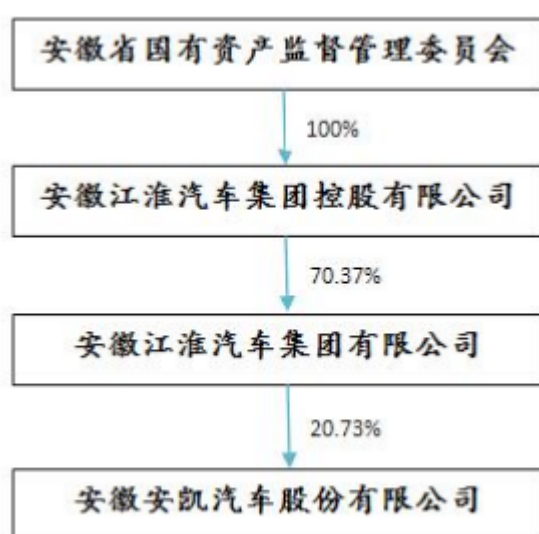 安徽省国有资产监督管理委员会
100%
安徽江淮汽车集团控股有限公司
70.37%
安徽江淮汽车集团有限公司
20.73%
安徽安凯汽车股份有限公司